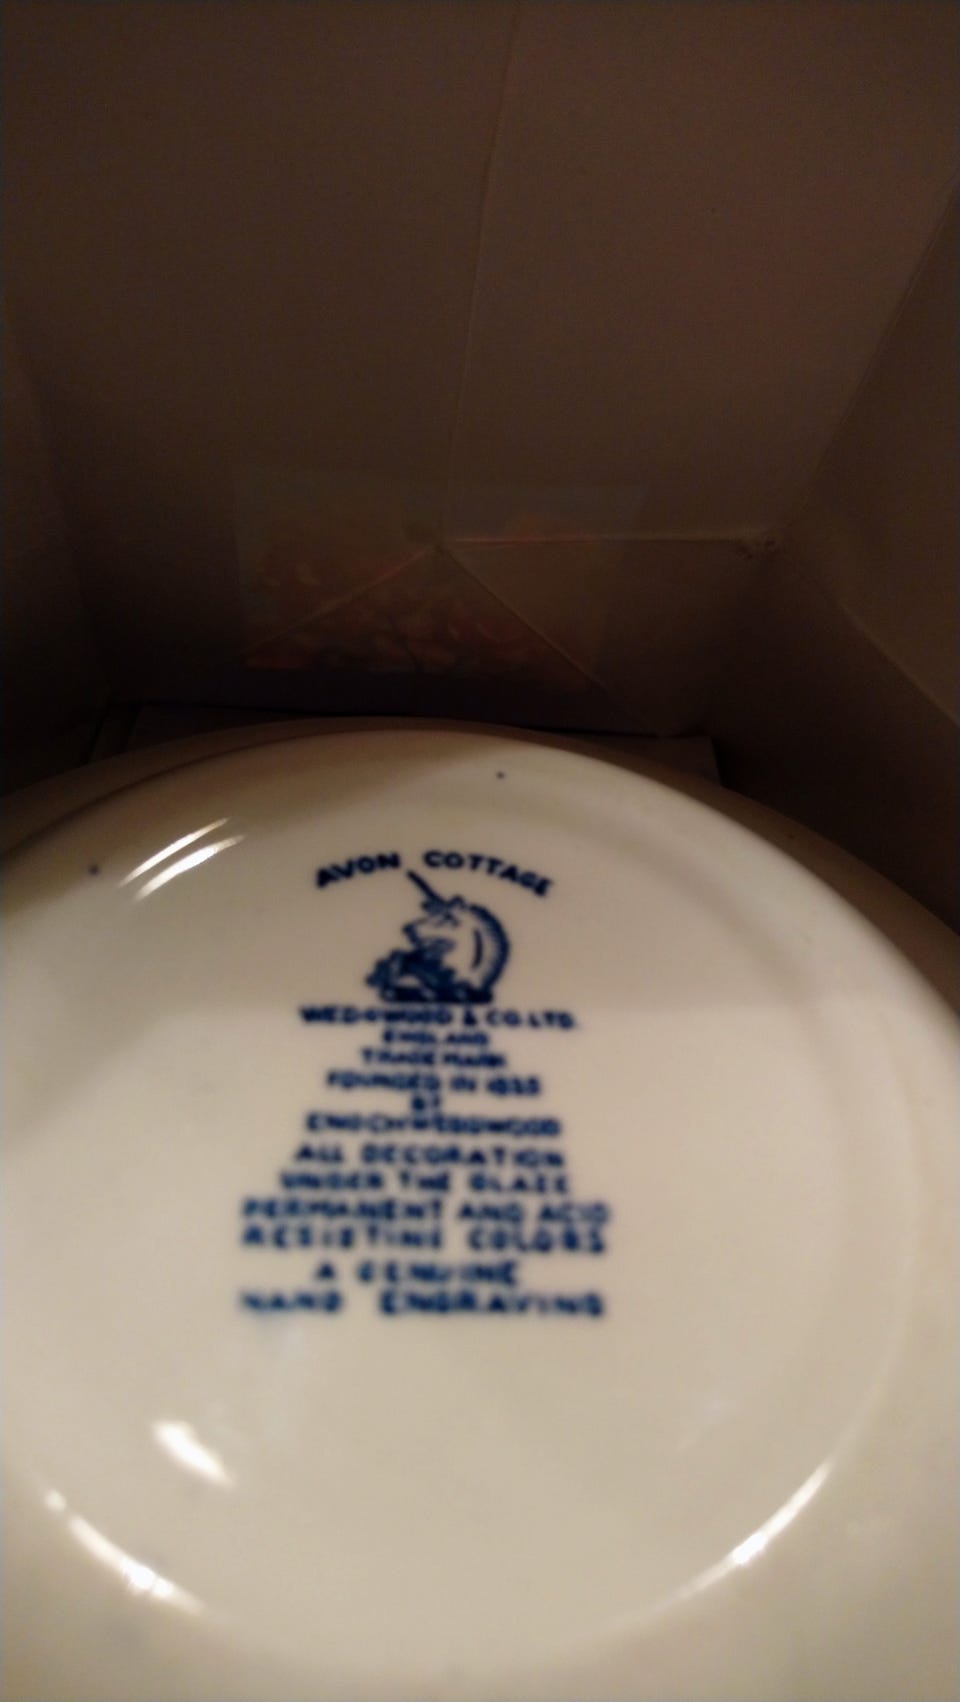 AVON COTTAGE
WEDGWOOD & CO. LTD.
ENGLAND
TRADE MARK
FOUNDED IN 1835
BY
ENOCH WEDGWOOD
ALL DECORATION
UNDER THE GLAZE
PERMANENT AND ACID
RESISTING COLORS
A GENUINE
HAND ENGRAVING